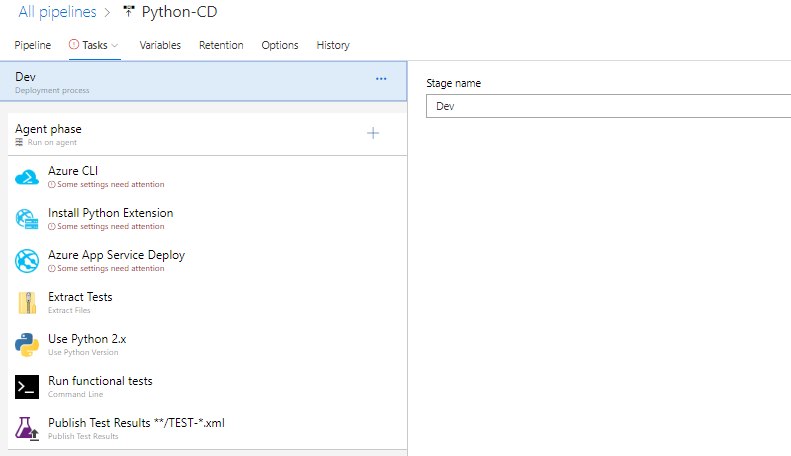 All pipelines > Python-CD
Pipeline Tasks Variables Retention Options History
Dev
Deployment process
Stage name
Dev
Agent phase
Run on agent
Azure CLI
Some settings need attention
Install Python Extension
Some settings need attention
Azure App Service Deploy
Some settings need attention
Extract Tests
Extract Files
Use Python 2.x
Use Python Version
Run functional tests
Command Line
Publish Test Results **/TEST-*.xml
Publish Test Results